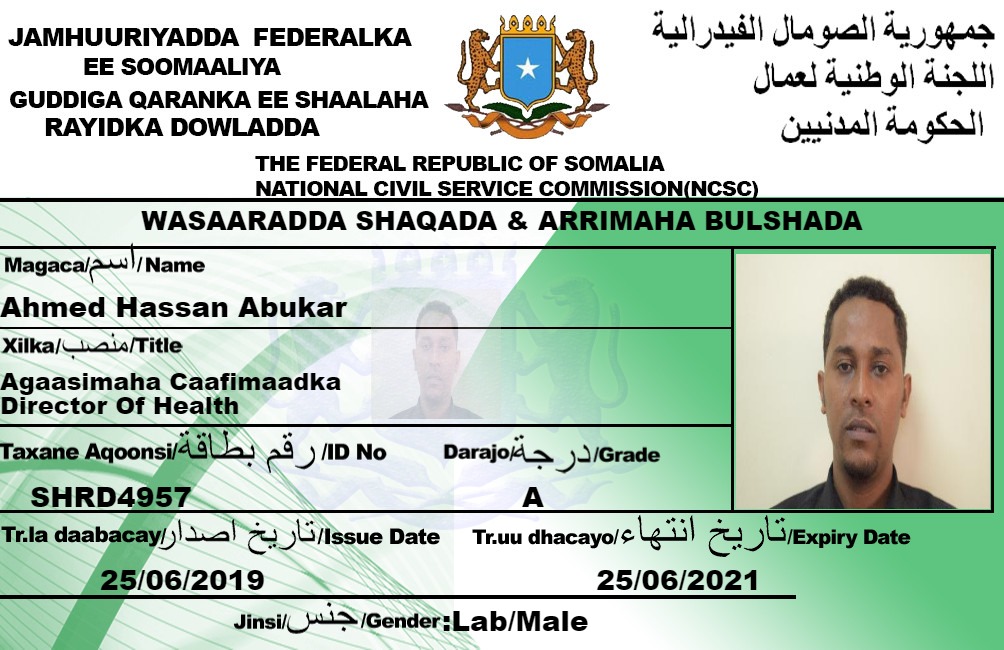 JAMHUURIYADDA FEDERALKA
EE SOOMAALIYA
GUDDIGA QARANKA EE SHAALAHA
RAYIDKA DOWLADDA
جمهورية الصومال الفيدرالية
اللجنة الوطنية لعمال
الحكومة المدنيين
THE FEDERAL REPUBLIC OF SOMALIA
NATIONAL CIVIL SERVICE COMMISSION(NCSC)
WASAARADDA SHAQADA & ARRIMAHA BULSHADA
Magaca/اسم/Name
Ahmed Hassan Abukar
Xilka/منصب/Title
Agaasimaha Caafimaadka
Director Of Health
Taxane Aqoonsi/رقم بطاقة/ID No
Darajo/درجة/Grade
SHRD4957
A
Tr.la daabacay/تاريخ اصدار/Issue Date
Tr.uu dhacayo/تاريخ انتهاء/Expiry Date
25/06/2019
25/06/2021
Jinsi/جنس/Gender:Lab/Male